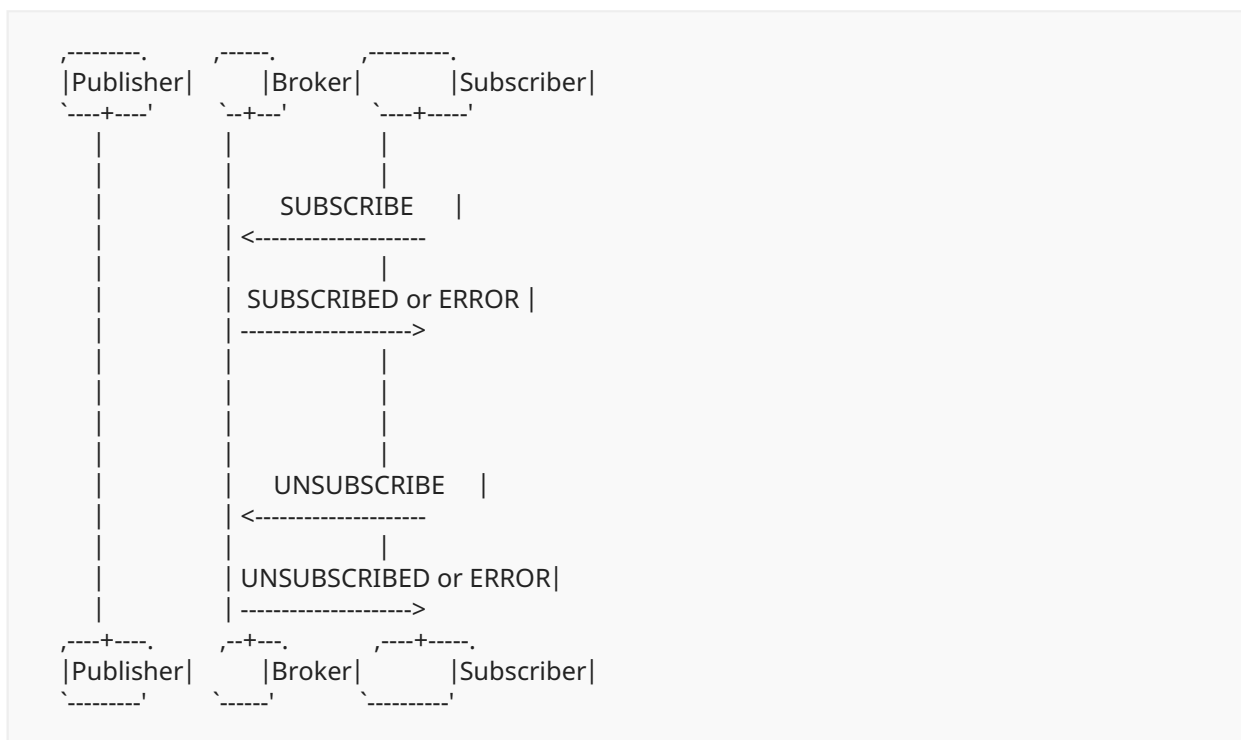 ,---------.          ,------.             ,----------.
|Publisher|          |Broker|             |Subscriber|
`----+----'          `--+---'             `----+-----'
     |                  |                      |
     |                  |                      |
     |                  |      SUBSCRIBE       |
     |                  | <---------------------
     |                  |                      |
     |                  | SUBSCRIBED or ERROR |
     |                  | --------------------->
     |                  |                      |
     |                  |                      |
     |                  |                      |
     |                  |                      |
     |                  |     UNSUBSCRIBE     |
     |                  | <---------------------
     |                  |                      |
     |                  | UNSUBSCRIBED or ERROR|
     |                  | --------------------->
,----+----.          ,--+---.             ,----+-----.
|Publisher|          |Broker|             |Subscriber|
`---------'          `------'             `----------'